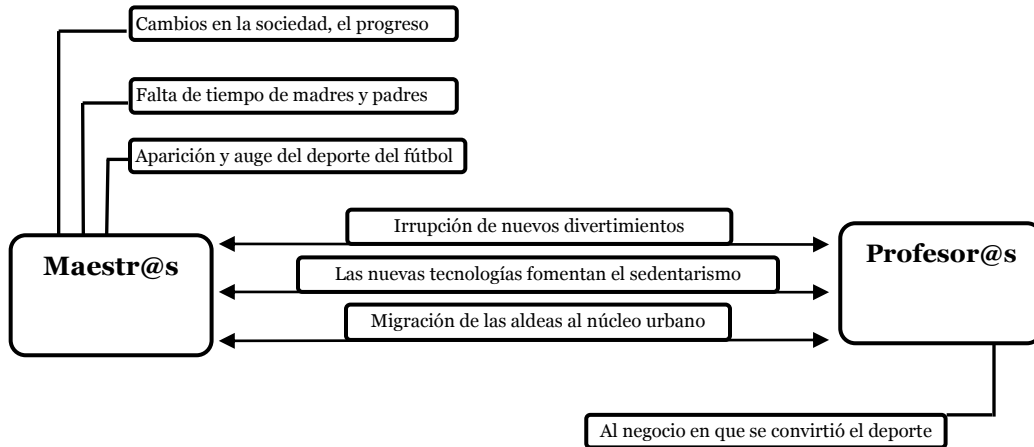 Cambios en la sociedad, el progreso
Falta de tiempo de madres y padres
Aparición y auge del deporte del fútbol
Irrupción de nuevos divertimientos
Maestr@s
Profesor@s
Las nuevas tecnologías fomentan el sedentarismo
Migración de las aldeas al núcleo urbano
Al negocio en que se convirtió el deporte